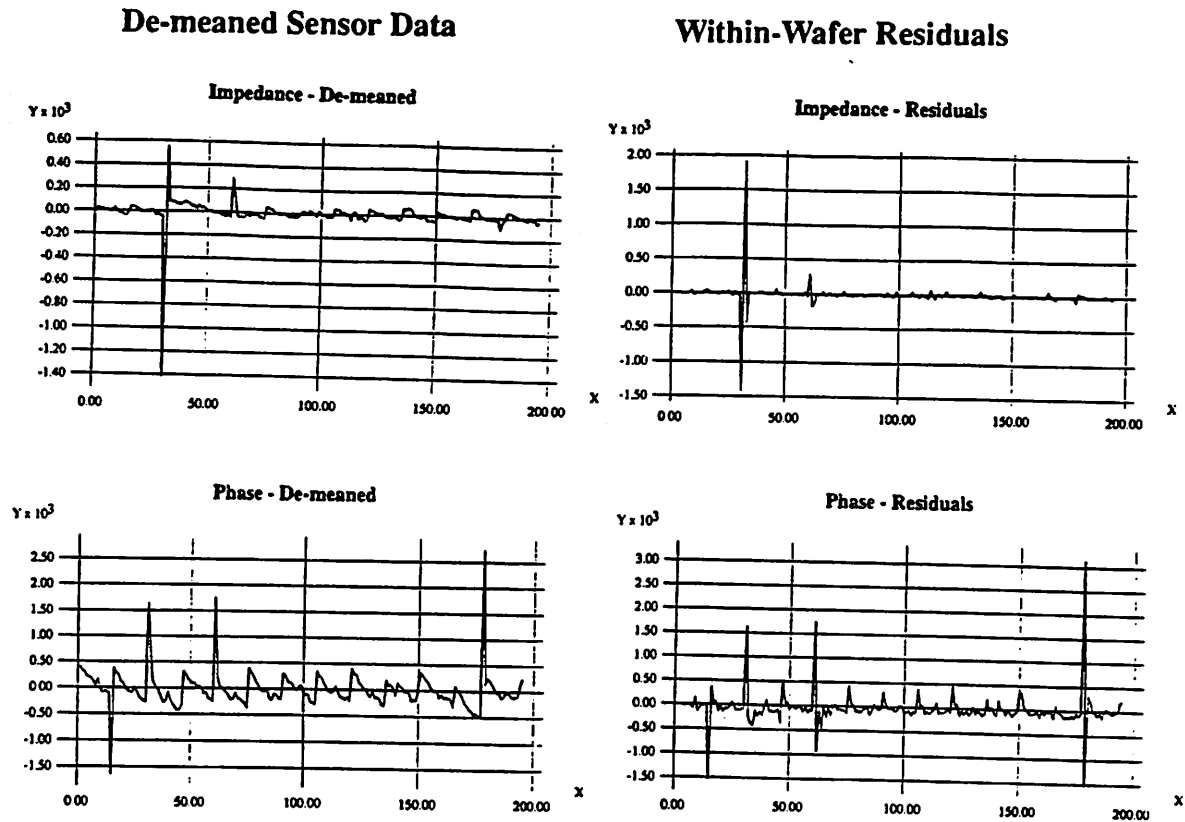 De-meaned Sensor Data
Within-Wafer Residuals
Impedance - De-meaned
Y x 10³
0.60
0.40
0.20
0.00
-0.20
-0.40
-0.60
-0.80
-1.00
-1.20
-1.40
0.00 50.00 100.00 150.00 200.00 X
Impedance - Residuals
Y x 10³
2.00
1.50
1.00
0.50
0.00
-0.50
-1.00
-1.50
0.00 50.00 100.00 150.00 200.00 X
Phase - De-meaned
Y x 10³
2.50
2.00
1.50
1.00
0.50
0.00
-0.50
-1.00
-1.50
0.00 50.00 100.00 150.00 200.00 X
Phase - Residuals
Y x 10³
3.00
2.50
2.00
1.50
1.00
0.50
0.00
-0.50
-1.00
-1.50
0.00 50.00 100.00 150.00 200.00 X